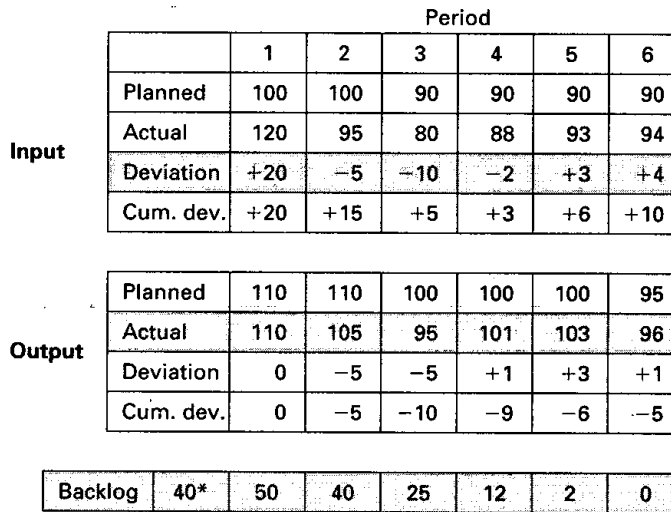 Period
1 2 3 4 5 6
Input
Planned 100 100 90 90 90 90
Actual 120 95 80 88 93 94
Deviation +20 −5 −10 −2 +3 +4
Cum. dev. +20 +15 +5 +3 +6 +10
Output
Planned 110 110 100 100 100 95
Actual 110 105 95 101 103 96
Deviation 0 −5 −5 +1 +3 +1
Cum. dev. 0 −5 −10 −9 −6 −5
Backlog 40* 50 40 25 12 2 0